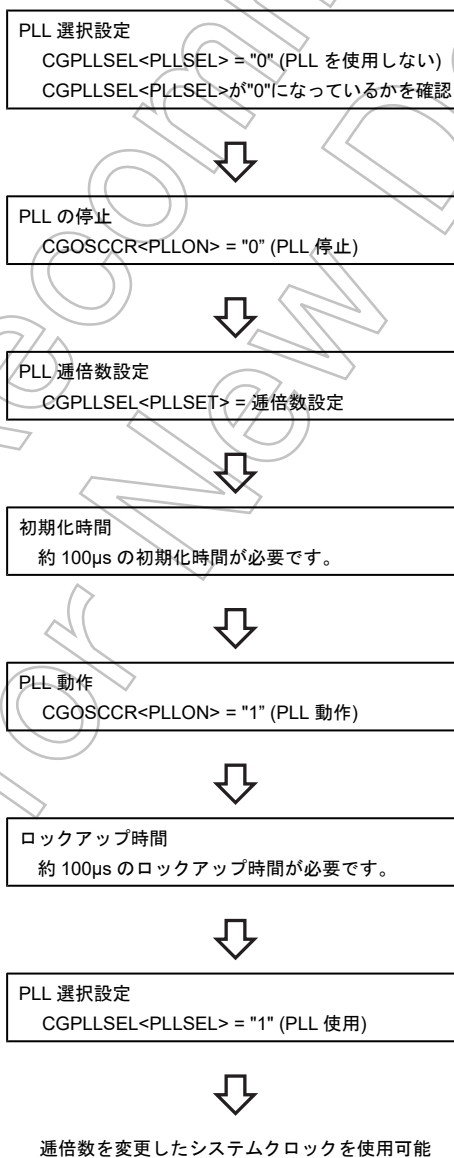 PLL 選択設定
CGPLLSEL<PLLSEL> = "0" (PLL を使用しない)
CGPLLSEL<PLLSEL>が"0"になっているかを確認
PLL の停止
CGOSCCR<PLLON> = "0” (PLL 停止)
PLL 逓倍数設定
CGPLLSEL<PLLSET> = 逓倍数設定
初期化時間
約 100μs の初期化時間が必要です。
PLL 動作
CGOSCCR<PLLON> = "1” (PLL 動作)
ロックアップ時間
約 100μs のロックアップ時間が必要です。
PLL 選択設定
CGPLLSEL<PLLSEL> = "1" (PLL 使用)
逓倍数を変更したシステムクロックを使用可能